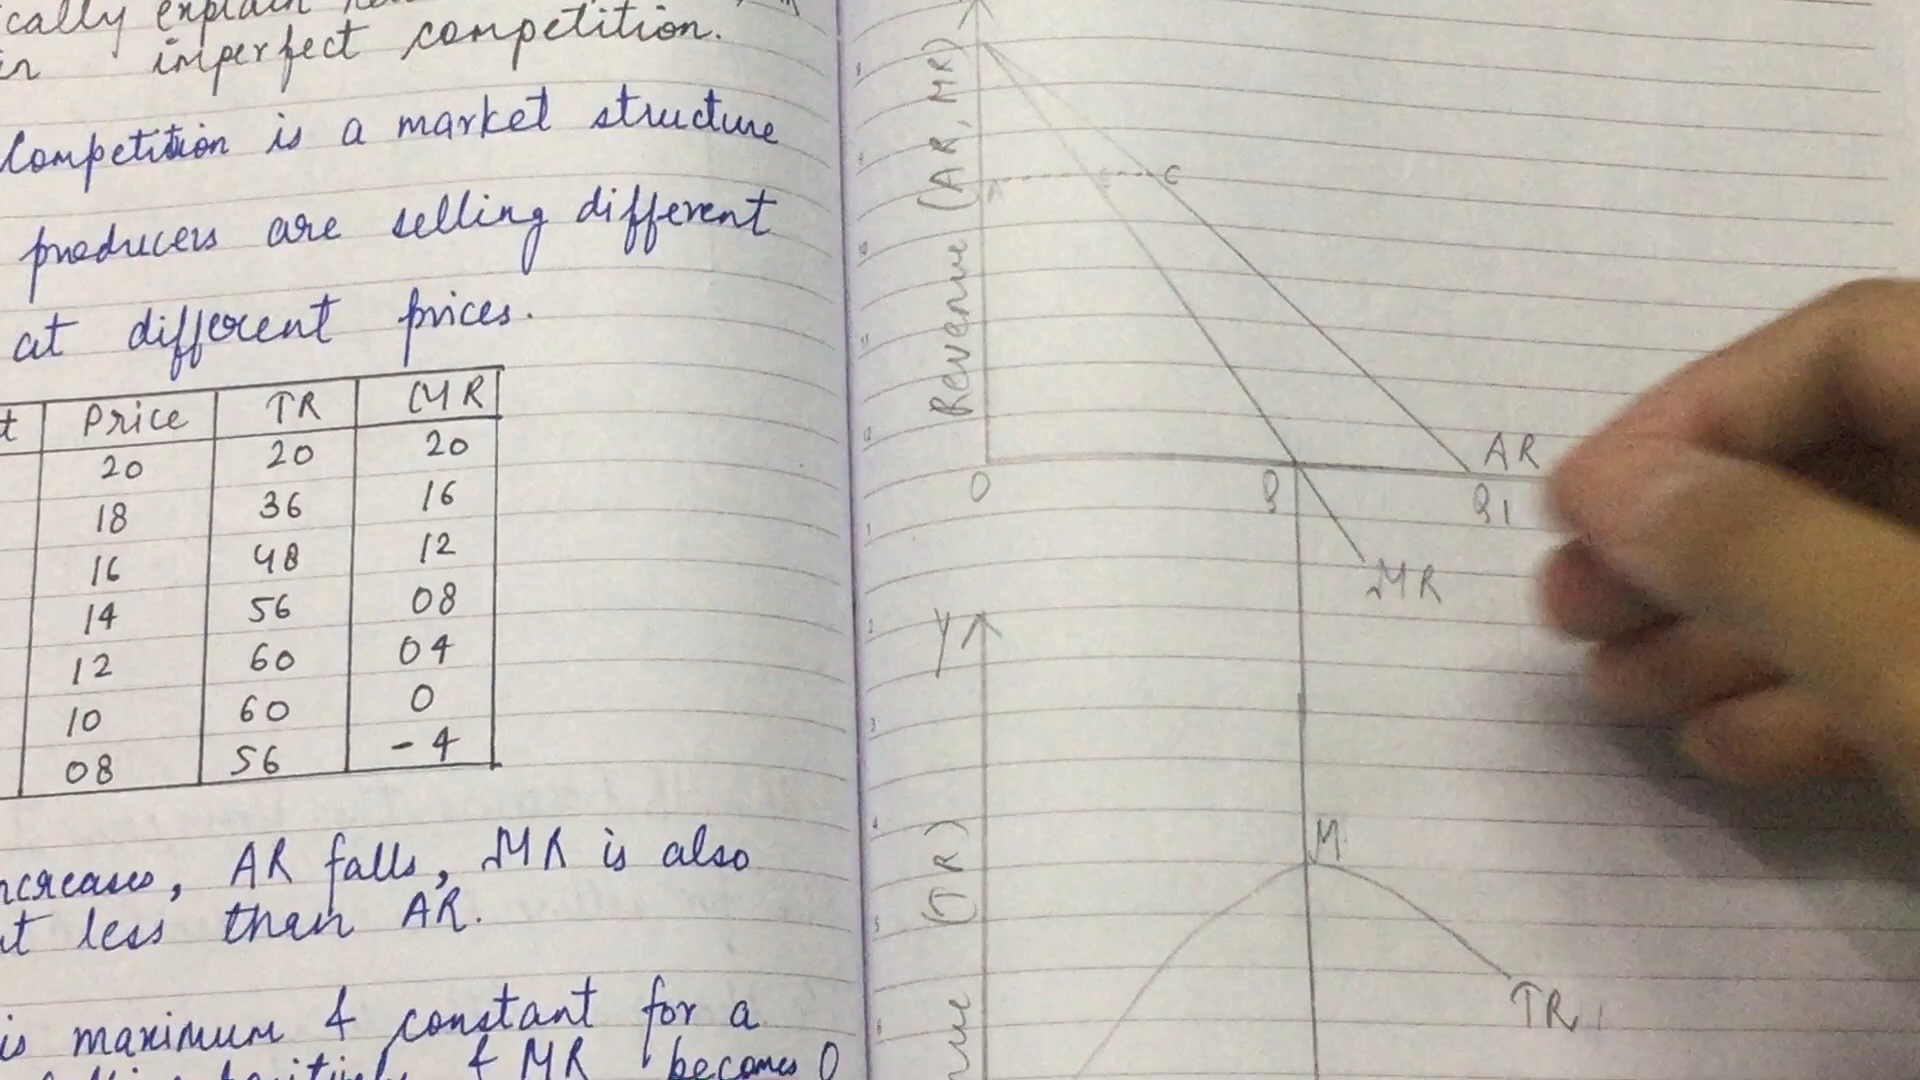 explain
imperfect competition.
Competition is a market structure
producers are selling different
at different prices.
t Price TR MR
20 20 20
18 36 16
16 48 12
14 56 08
12 60 04
10 60 0
08 56 -4
ncreases, AR falls, MR is also
t less than AR.
is maximum & constant for a
& MR becomes 0
Revenue (AR, MR)
C
AR
O
Q
Q1
MR
Y
M
(TR)
TR